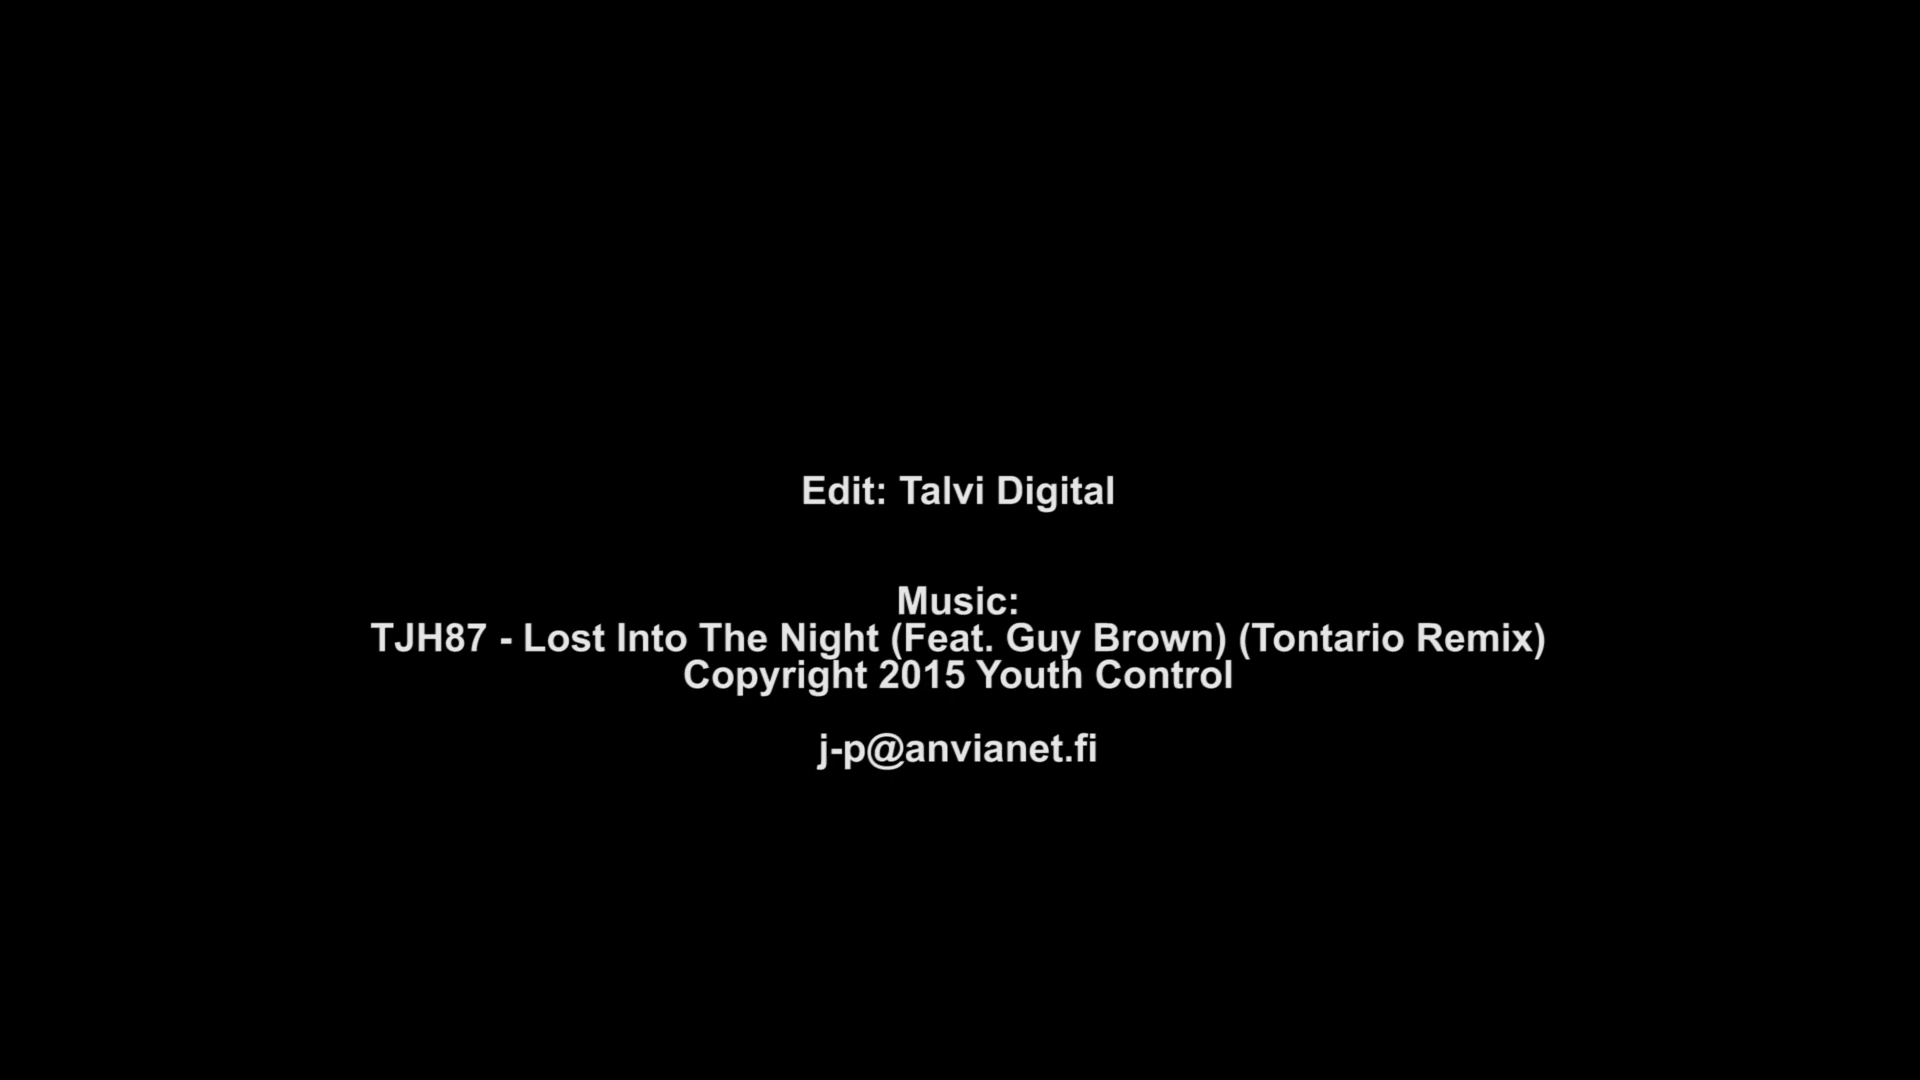 Edit: Talvi Digital
Music:
TJH87 - Lost Into The Night (Feat. Guy Brown) (Tontario Remix)
Copyright 2015 Youth Control
j-p@anvianet.fi